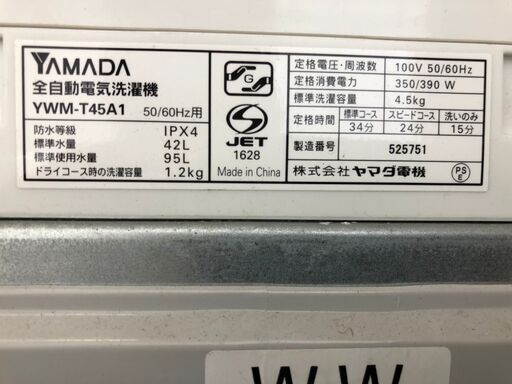 YAMADA
全自動電気洗濯機
YWM-T45A1 50/60Hz用
防水等級 IPX4
標準水量 42L
標準使用水量 95L
ドライコース時の洗濯容量 1.2kg
G
S
JET
1628
Made in China
定格電圧・周波数 100V 50/60Hz
定格消費電力 350/390 W
標準洗濯容量 4.5kg
定格時間 標準コース スピードコース 洗いのみ
34分 24分 15分
製造番号 525751
株式会社 ヤマダ電機
PS
E
W W